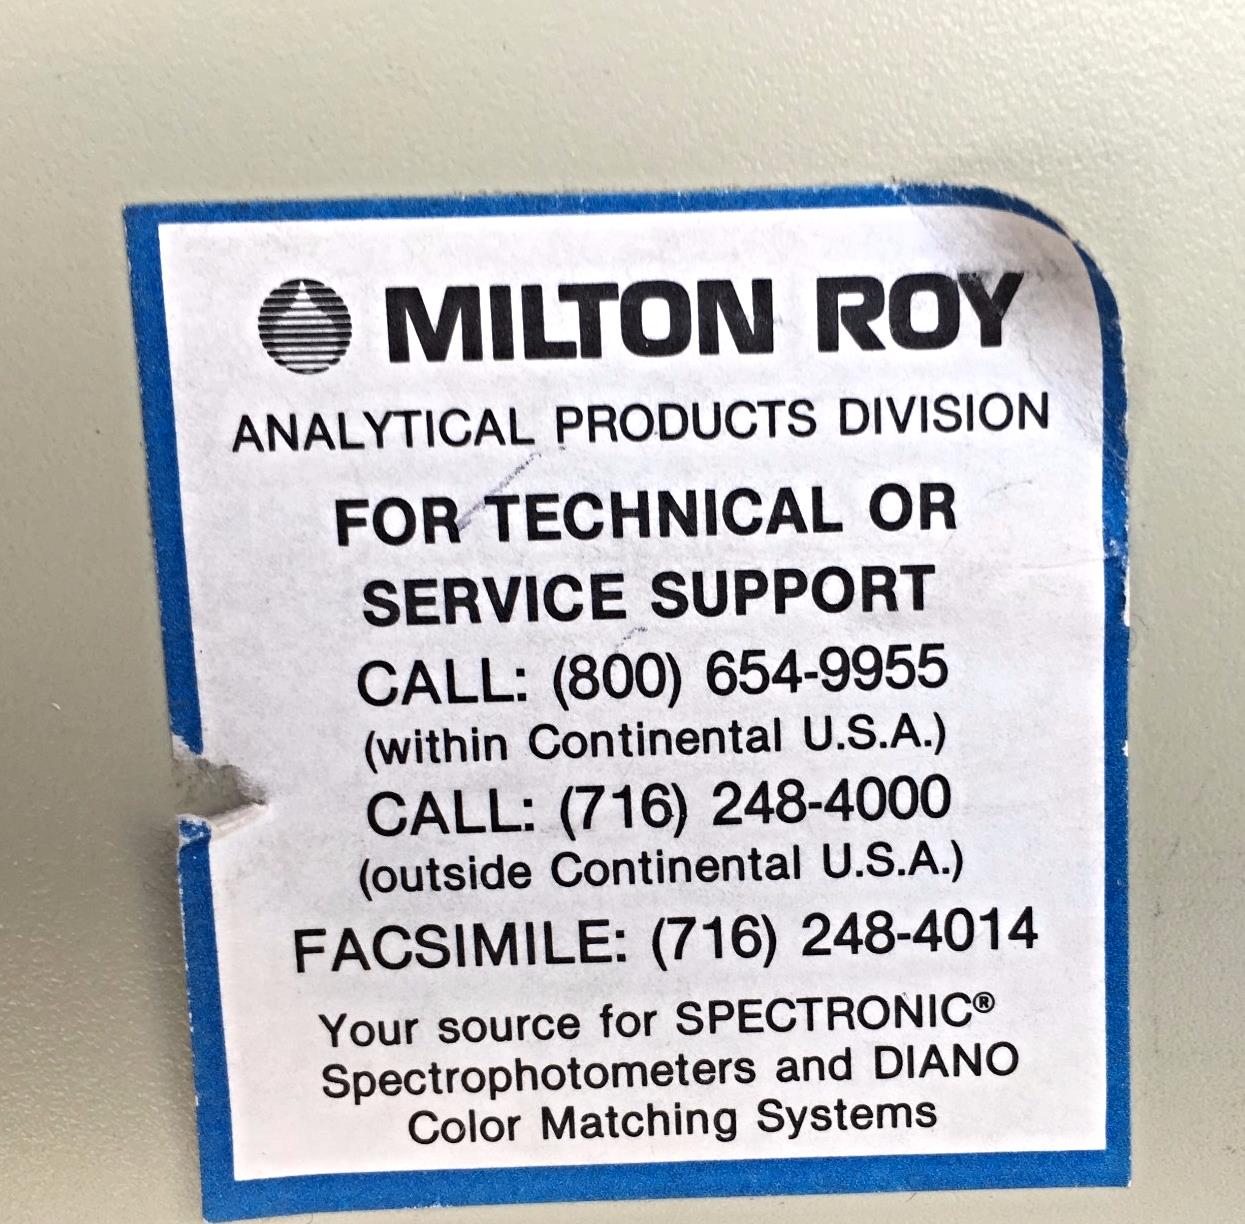 MILTON ROY
ANALYTICAL PRODUCTS DIVISION
FOR TECHNICAL OR
SERVICE SUPPORT
CALL: (800) 654-9955
(within Continental U.S.A.)
CALL: (716) 248-4000
(outside Continental U.S.A.)
FACSIMILE: (716) 248-4014
Your source for SPECTRONIC®
Spectrophotometers and DIANO
Color Matching Systems